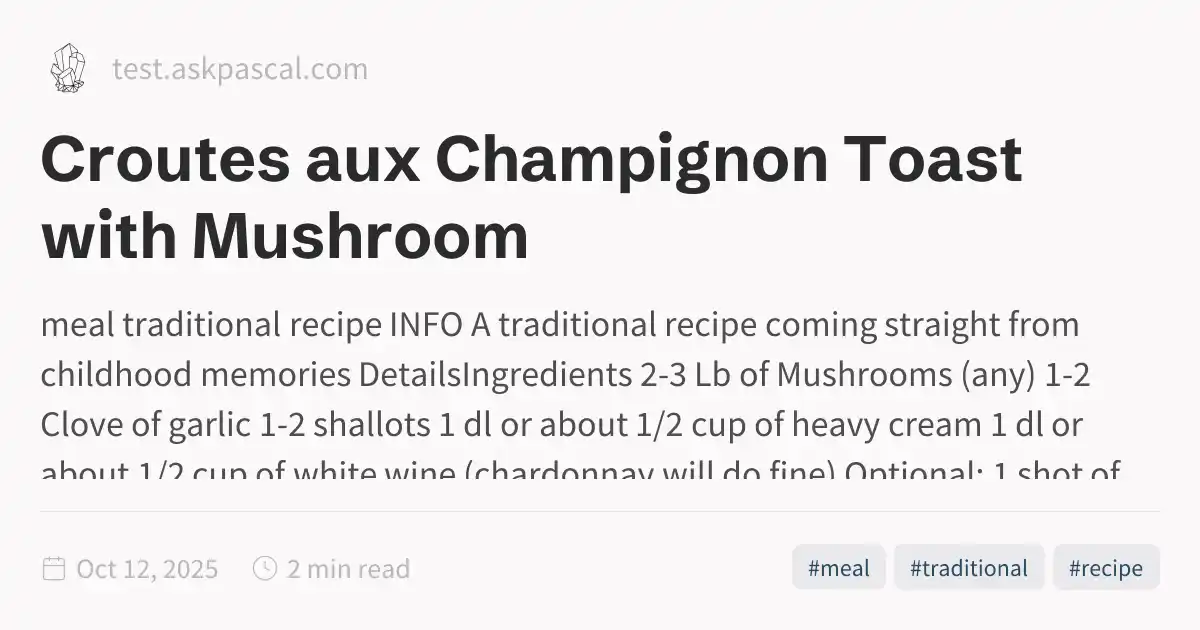 test.askpascal.com
Croutes aux Champignon Toast
with Mushroom
meal traditional recipe INFO A traditional recipe coming straight from
childhood memories DetailsIngredients 2-3 Lb of Mushrooms (any) 1-2
Clove of garlic 1-2 shallots 1 dl or about 1/2 cup of heavy cream 1 dl or
about 1/2 cup of white wine (chardonnay will do fine) Optional: 1 shot of
Oct 12, 2025 2 min read #meal #traditional #recipe